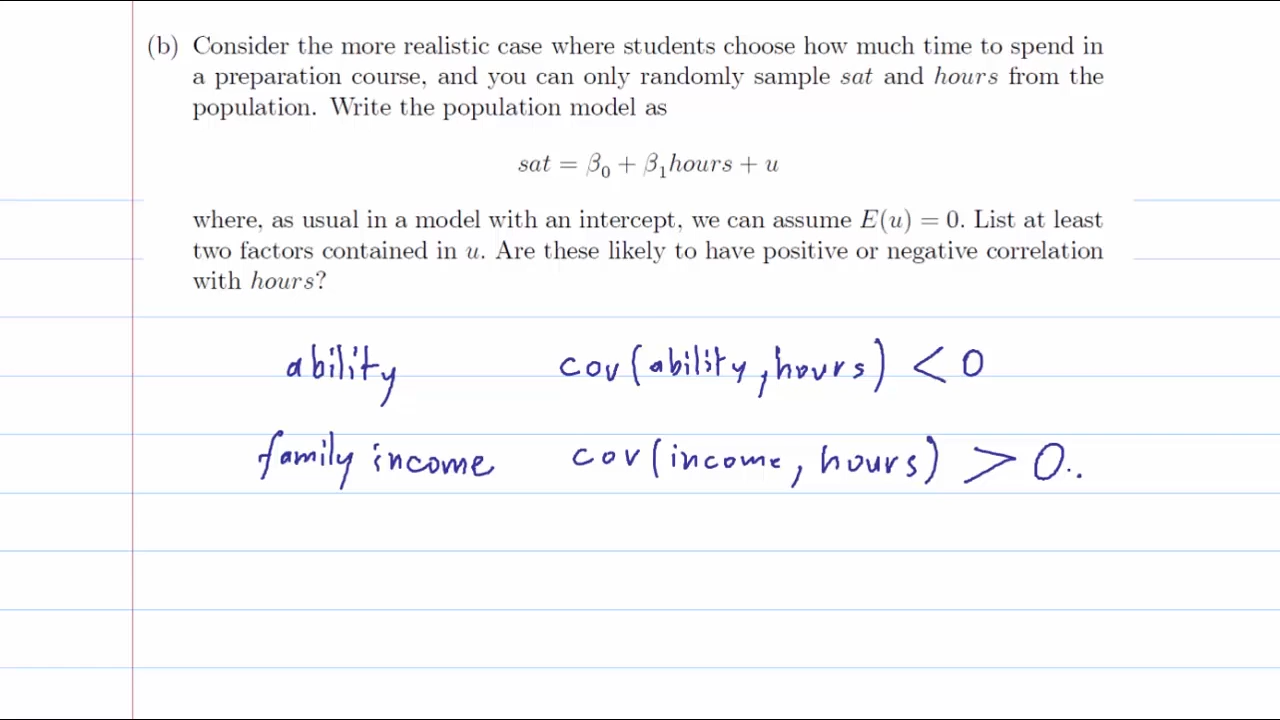 (b) Consider the more realistic case where students choose how much time to spend in
a preparation course, and you can only randomly sample sat and hours from the
population. Write the population model as
sat = β₀ + β₁hours + u
where, as usual in a model with an intercept, we can assume E(u) = 0. List at least
two factors contained in u. Are these likely to have positive or negative correlation
with hours?
ability cov(ability, hours) < 0
family income cov(income, hours) > 0..